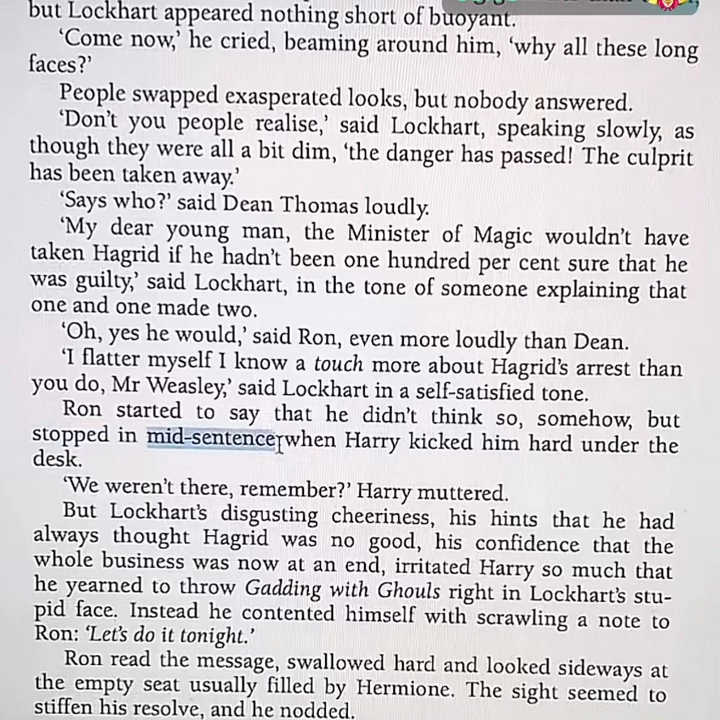 but Lockhart appeared nothing short of buoyant.
‘Come now,’ he cried, beaming around him, ‘why all these long
faces?’
People swapped exasperated looks, but nobody answered.
‘Don’t you people realise,’ said Lockhart, speaking slowly, as
though they were all a bit dim, ‘the danger has passed! The culprit
has been taken away.’
‘Says who?’ said Dean Thomas loudly.
‘My dear young man, the Minister of Magic wouldn’t have
taken Hagrid if he hadn’t been one hundred per cent sure that he
was guilty,’ said Lockhart, in the tone of someone explaining that
one and one made two.
‘Oh, yes he would,’ said Ron, even more loudly than Dean.
‘I flatter myself I know a touch more about Hagrid’s arrest than
you do, Mr Weasley,’ said Lockhart in a self-satisfied tone.
Ron started to say that he didn’t think so, somehow, but
stopped in mid-sentence when Harry kicked him hard under the
desk.
‘We weren’t there, remember?’ Harry muttered.
But Lockhart’s disgusting cheeriness, his hints that he had
always thought Hagrid was no good, his confidence that the
whole business was now at an end, irritated Harry so much that
he yearned to throw Gadding with Ghouls right in Lockhart’s stu-
pid face. Instead he contented himself with scrawling a note to
Ron: ‘Let’s do it tonight.’
Ron read the message, swallowed hard and looked sideways at
the empty seat usually filled by Hermione. The sight seemed to
stiffen his resolve, and he nodded.